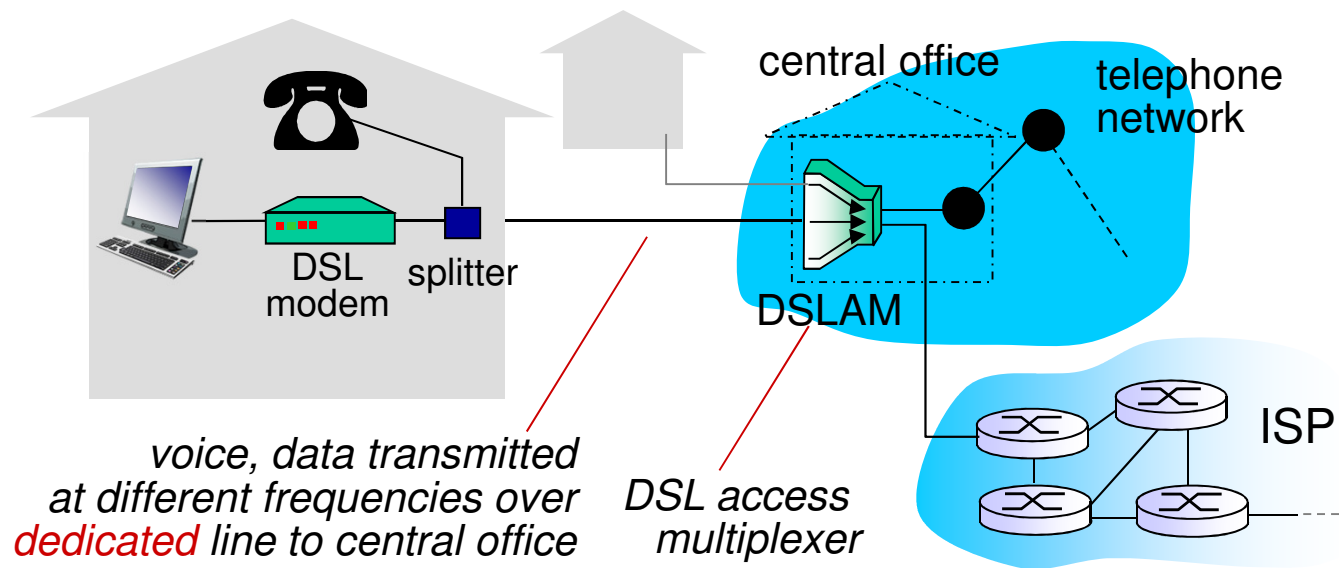 central office
telephone
network
DSL
modem
splitter
DSLAM
ISP
voice, data transmitted
at different frequencies over
dedicated line to central office
DSL access
multiplexer